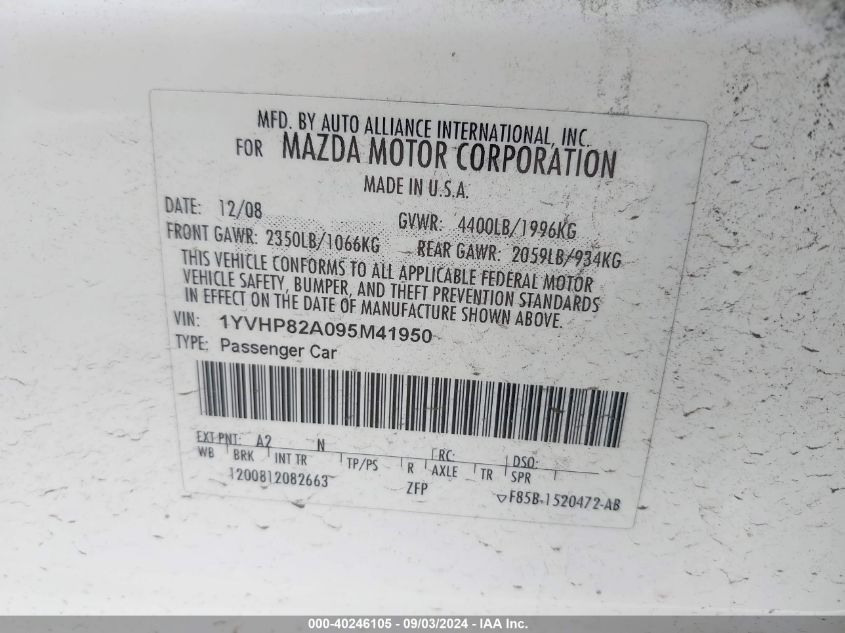 MFD. BY AUTO ALLIANCE INTERNATIONAL, INC.
FOR MAZDA MOTOR CORPORATION
MADE IN U.S.A.
DATE: 12/08 GVWR: 4400LB/1996KG
FRONT GAWR: 2350LB/1066KG REAR GAWR: 2059LB/934KG
THIS VEHICLE CONFORMS TO ALL APPLICABLE FEDERAL MOTOR
VEHICLE SAFETY, BUMPER, AND THEFT PREVENTION STANDARDS
IN EFFECT ON THE DATE OF MANUFACTURE SHOWN ABOVE.
VIN: 1YVHP82A095M41950
TYPE: Passenger Car
EXT PNT: A2 N RC: DSO:
WB BRK INT TR TP/PS R AXLE TR SPR
1200812082663 ZFP F85B-1520472-AB
000-40246105 - 09/03/2024 - IAA Inc.